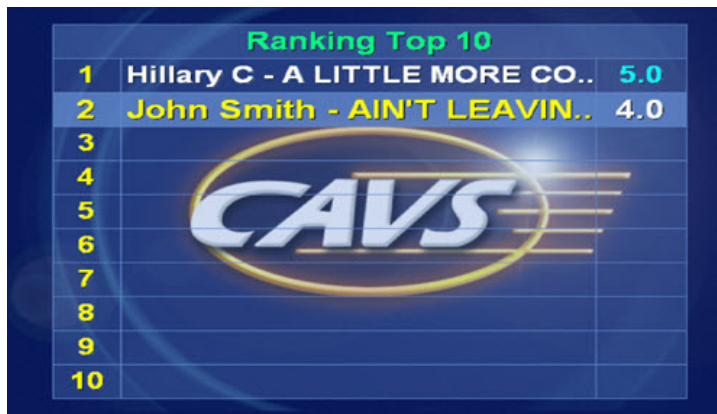 Ranking Top 10
1 Hillary C - A LITTLE MORE CO.. 5.0
2 John Smith - AIN'T LEAVIN.. 4.0
3
4
5
6
7
8
9
10
CAVS